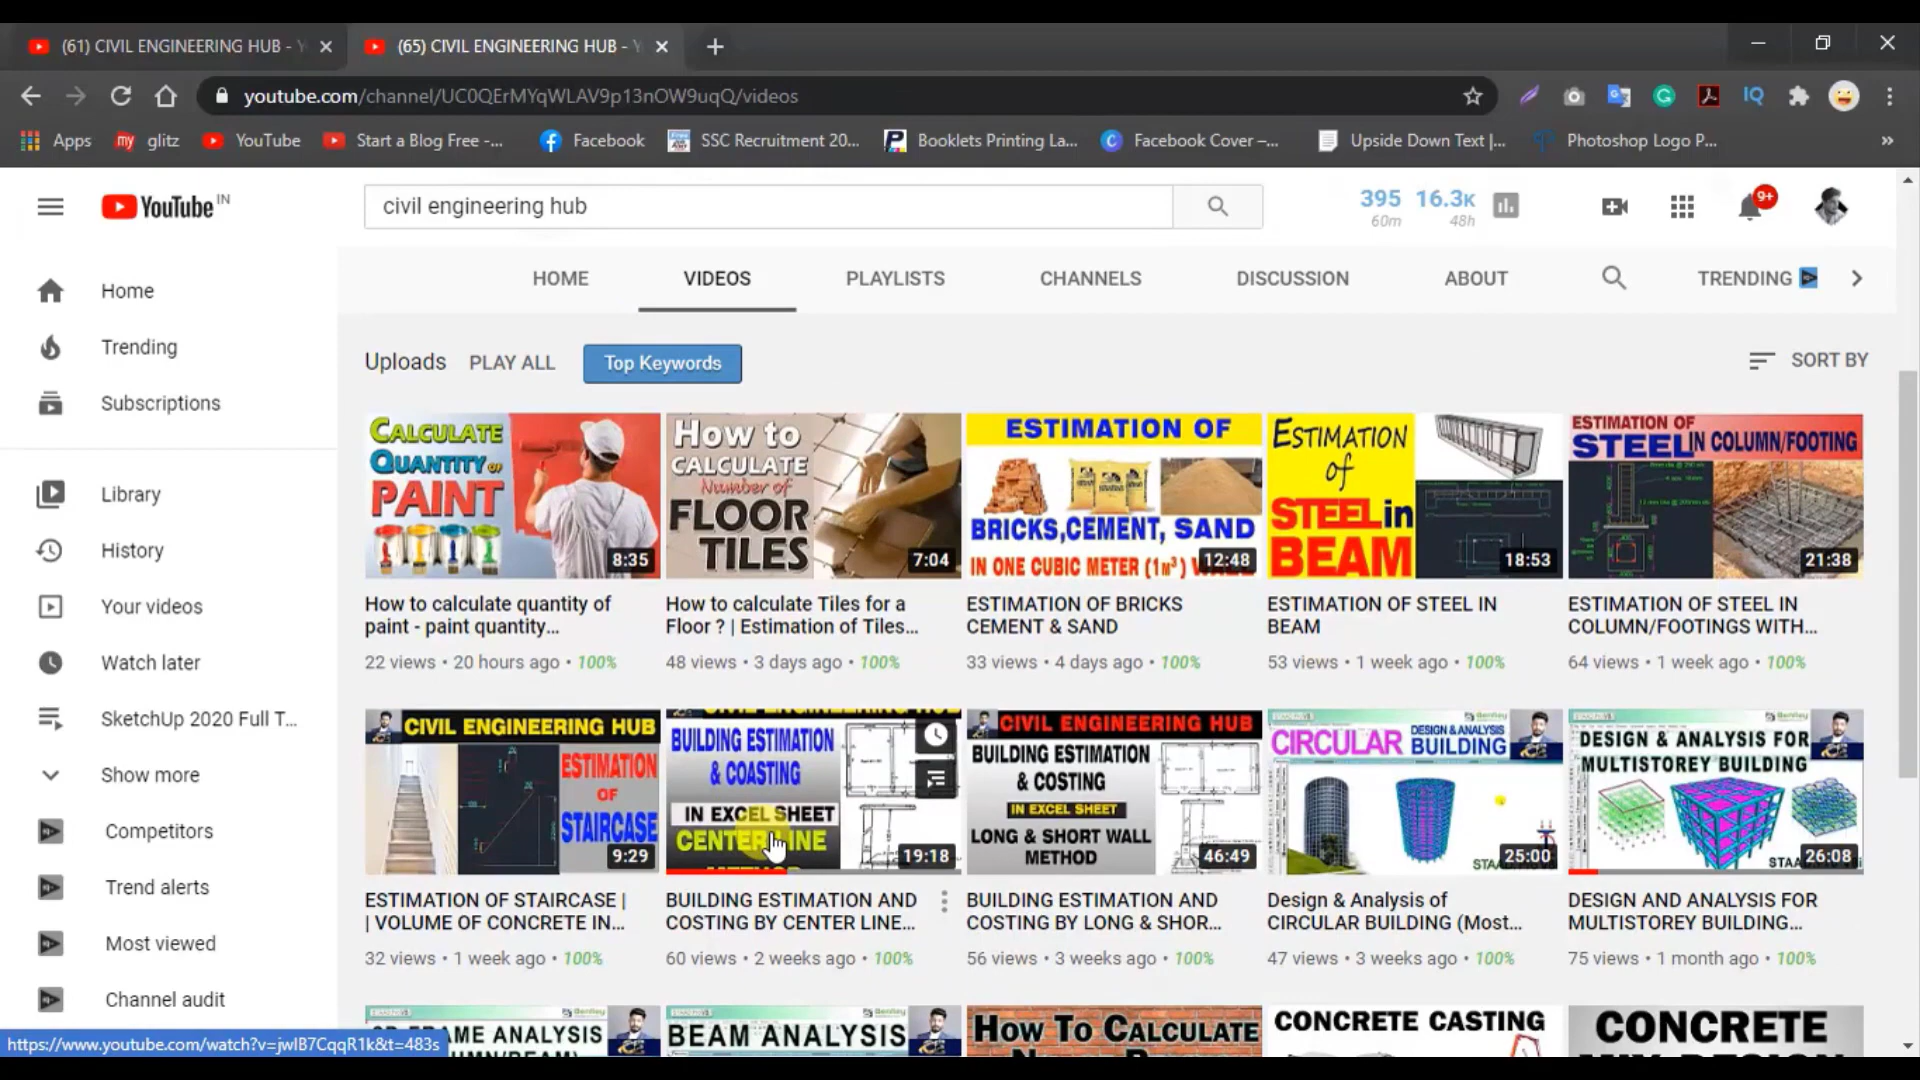 (61) CIVIL ENGINEERING HUB - Y
(65) CIVIL ENGINEERING HUB - Y
youtube.com/channel/UC0QErMYqWLAV9p13nOW9uqQ/videos
Apps
my glitz
YouTube
Start a Blog Free -...
Facebook
SSC Recruitment 20...
Booklets Printing La...
Facebook Cover –...
Upside Down Text |...
Photoshop Logo P...
»
YouTube IN
civil engineering hub
395 16.3K
60m 48h
9+
HOME VIDEOS PLAYLISTS CHANNELS DISCUSSION ABOUT TRENDING
Home
Trending
Subscriptions
Library
History
Your videos
Watch later
SketchUp 2020 Full T...
Show more
Competitors
Trend alerts
Most viewed
Channel audit
Uploads PLAY ALL Top Keywords SORT BY
CALCULATE
QUANTITY OF
PAINT
8:35
How to calculate quantity of
paint - paint quantity...
22 views • 20 hours ago • 100%
How to
CALCULATE
Number of
FLOOR
TILES
7:04
How to calculate Tiles for a
Floor ? | Estimation of Tiles...
48 views • 3 days ago • 100%
ESTIMATION OF
BRICKS,CEMENT, SAND
IN ONE CUBIC METER (1m³)
12:48
ESTIMATION OF BRICKS
CEMENT & SAND
33 views • 4 days ago • 100%
ESTIMATION
of
STEEL in
BEAM
18:53
ESTIMATION OF STEEL IN
BEAM
53 views • 1 week ago • 100%
ESTIMATION OF
STEEL IN COLUMN/FOOTING
21:38
ESTIMATION OF STEEL IN
COLUMN/FOOTINGS WITH...
64 views • 1 week ago • 100%
CIVIL ENGINEERING HUB
ESTIMATION
OF
STAIRCASE
9:29
ESTIMATION OF STAIRCASE |
| VOLUME OF CONCRETE IN...
32 views • 1 week ago • 100%
BUILDING ESTIMATION
& COASTING
IN EXCEL SHEET
CENTER LINE
METHOD
19:18
BUILDING ESTIMATION AND
COSTING BY CENTER LINE...
60 views • 2 weeks ago • 100%
CIVIL ENGINEERING HUB
BUILDING ESTIMATION
& COSTING
IN EXCEL SHEET
LONG & SHORT WALL
METHOD
46:49
BUILDING ESTIMATION AND
COSTING BY LONG & SHOR...
56 views • 3 weeks ago • 100%
CIRCULAR DESIGN & ANALYSIS
BUILDING
25:00
Design & Analysis of
CIRCULAR BUILDING (Most...
47 views • 3 weeks ago • 100%
DESIGN & ANALYSIS FOR
MULTISTOREY BUILDING
26:08
DESIGN AND ANALYSIS FOR
MULTISTOREY BUILDING...
75 views • 1 month ago • 100%
FRAME ANALYSIS
BEAM ANALYSIS
HOW TO CALCULATE
CONCRETE CASTING
CONCRETE
MIX DESIGN
https://www.youtube.com/watch?v=jwlB7CqqR1k&t=483s